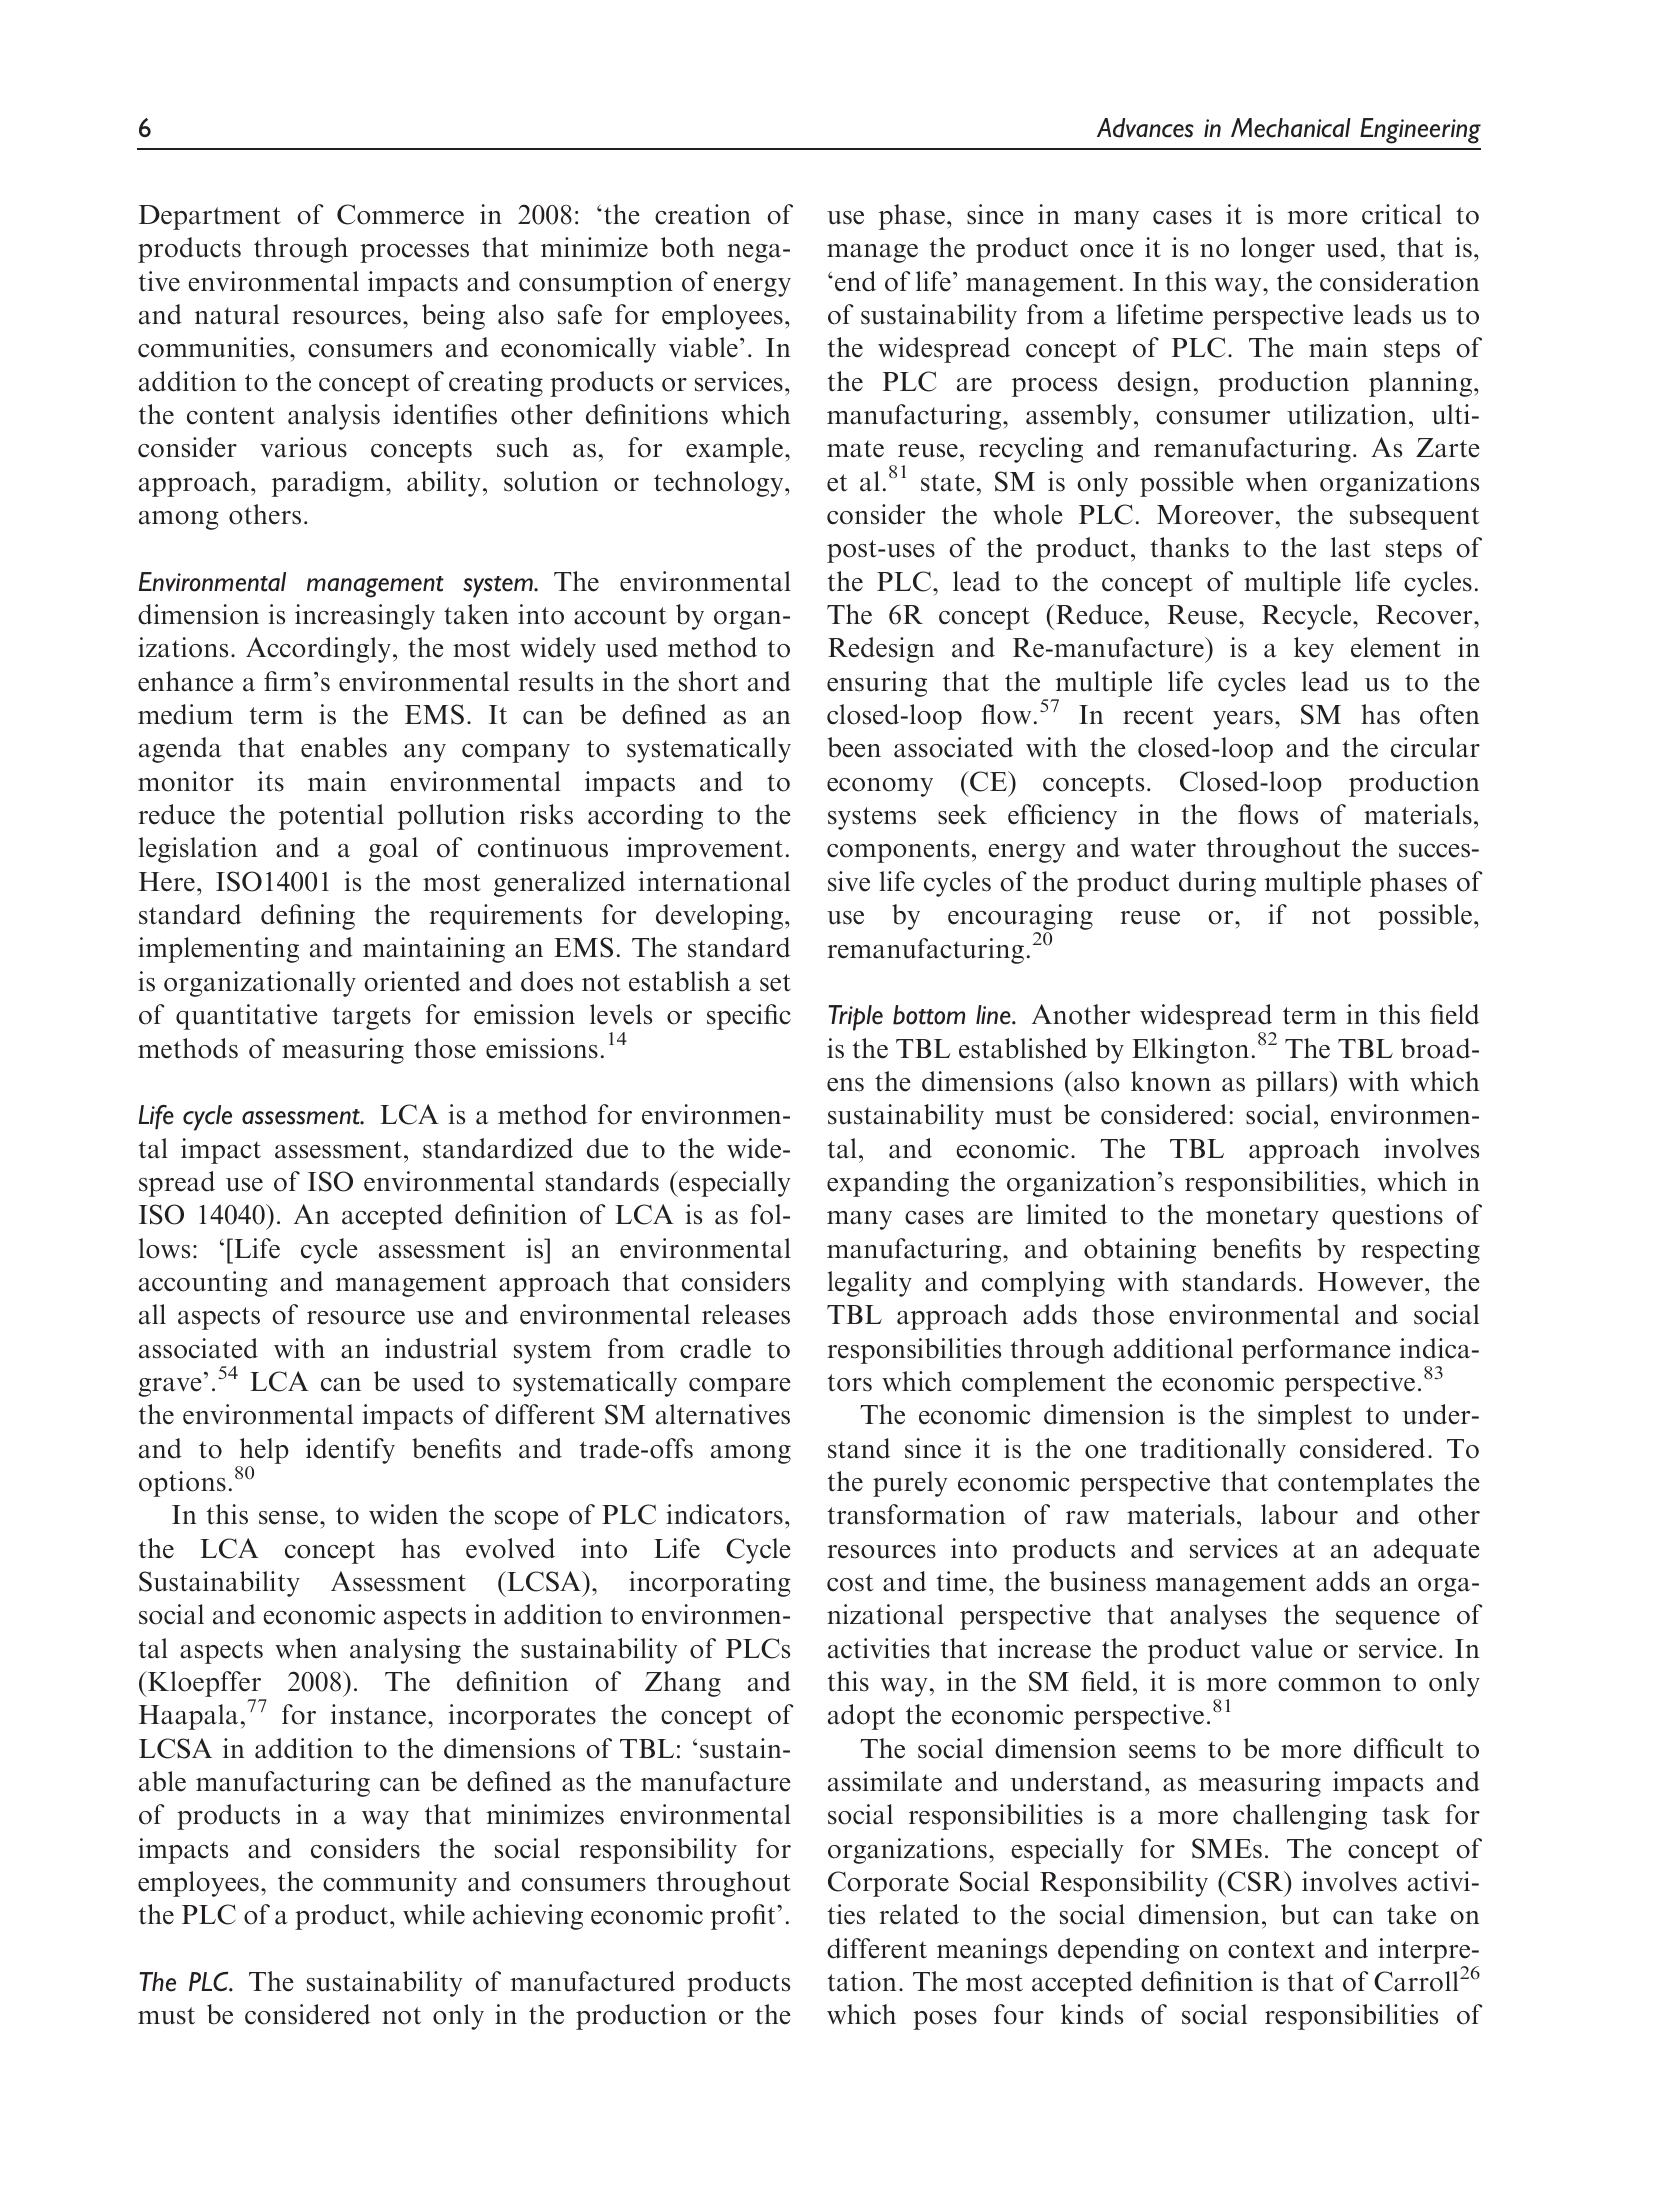 6
Advances in Mechanical Engineering
Department of Commerce in 2008: ‘the creation of
products through processes that minimize both nega-
tive environmental impacts and consumption of energy
and natural resources, being also safe for employees,
communities, consumers and economically viable’. In
addition to the concept of creating products or services,
the content analysis identifies other definitions which
consider various concepts such as, for example,
approach, paradigm, ability, solution or technology,
among others.
Environmental management system. The environmental
dimension is increasingly taken into account by organ-
izations. Accordingly, the most widely used method to
enhance a firm’s environmental results in the short and
medium term is the EMS. It can be defined as an
agenda that enables any company to systematically
monitor its main environmental impacts and to
reduce the potential pollution risks according to the
legislation and a goal of continuous improvement.
Here, ISO14001 is the most generalized international
standard defining the requirements for developing,
implementing and maintaining an EMS. The standard
is organizationally oriented and does not establish a set
of quantitative targets for emission levels or specific
methods of measuring those emissions.14
Life cycle assessment. LCA is a method for environmen-
tal impact assessment, standardized due to the wide-
spread use of ISO environmental standards (especially
ISO 14040). An accepted definition of LCA is as fol-
lows: ‘[Life cycle assessment is] an environmental
accounting and management approach that considers
all aspects of resource use and environmental releases
associated with an industrial system from cradle to
grave’.54 LCA can be used to systematically compare
the environmental impacts of different SM alternatives
and to help identify benefits and trade-offs among
options.80
In this sense, to widen the scope of PLC indicators,
the LCA concept has evolved into Life Cycle
Sustainability Assessment (LCSA), incorporating
social and economic aspects in addition to environmen-
tal aspects when analysing the sustainability of PLCs
(Kloepffer 2008). The definition of Zhang and
Haapala,77 for instance, incorporates the concept of
LCSA in addition to the dimensions of TBL: ‘sustain-
able manufacturing can be defined as the manufacture
of products in a way that minimizes environmental
impacts and considers the social responsibility for
employees, the community and consumers throughout
the PLC of a product, while achieving economic profit’.
The PLC. The sustainability of manufactured products
must be considered not only in the production or the
use phase, since in many cases it is more critical to
manage the product once it is no longer used, that is,
‘end of life’ management. In this way, the consideration
of sustainability from a lifetime perspective leads us to
the widespread concept of PLC. The main steps of
the PLC are process design, production planning,
manufacturing, assembly, consumer utilization, ulti-
mate reuse, recycling and remanufacturing. As Zarte
et al.81 state, SM is only possible when organizations
consider the whole PLC. Moreover, the subsequent
post-uses of the product, thanks to the last steps of
the PLC, lead to the concept of multiple life cycles.
The 6R concept (Reduce, Reuse, Recycle, Recover,
Redesign and Re-manufacture) is a key element in
ensuring that the multiple life cycles lead us to the
closed-loop flow.57 In recent years, SM has often
been associated with the closed-loop and the circular
economy (CE) concepts. Closed-loop production
systems seek efficiency in the flows of materials,
components, energy and water throughout the succes-
sive life cycles of the product during multiple phases of
use by encouraging reuse or, if not possible,
remanufacturing.20
Triple bottom line. Another widespread term in this field
is the TBL established by Elkington.82 The TBL broad-
ens the dimensions (also known as pillars) with which
sustainability must be considered: social, environmen-
tal, and economic. The TBL approach involves
expanding the organization’s responsibilities, which in
many cases are limited to the monetary questions of
manufacturing, and obtaining benefits by respecting
legality and complying with standards. However, the
TBL approach adds those environmental and social
responsibilities through additional performance indica-
tors which complement the economic perspective.83
The economic dimension is the simplest to under-
stand since it is the one traditionally considered. To
the purely economic perspective that contemplates the
transformation of raw materials, labour and other
resources into products and services at an adequate
cost and time, the business management adds an orga-
nizational perspective that analyses the sequence of
activities that increase the product value or service. In
this way, in the SM field, it is more common to only
adopt the economic perspective.81
The social dimension seems to be more difficult to
assimilate and understand, as measuring impacts and
social responsibilities is a more challenging task for
organizations, especially for SMEs. The concept of
Corporate Social Responsibility (CSR) involves activi-
ties related to the social dimension, but can take on
different meanings depending on context and interpre-
tation. The most accepted definition is that of Carroll26
which poses four kinds of social responsibilities of